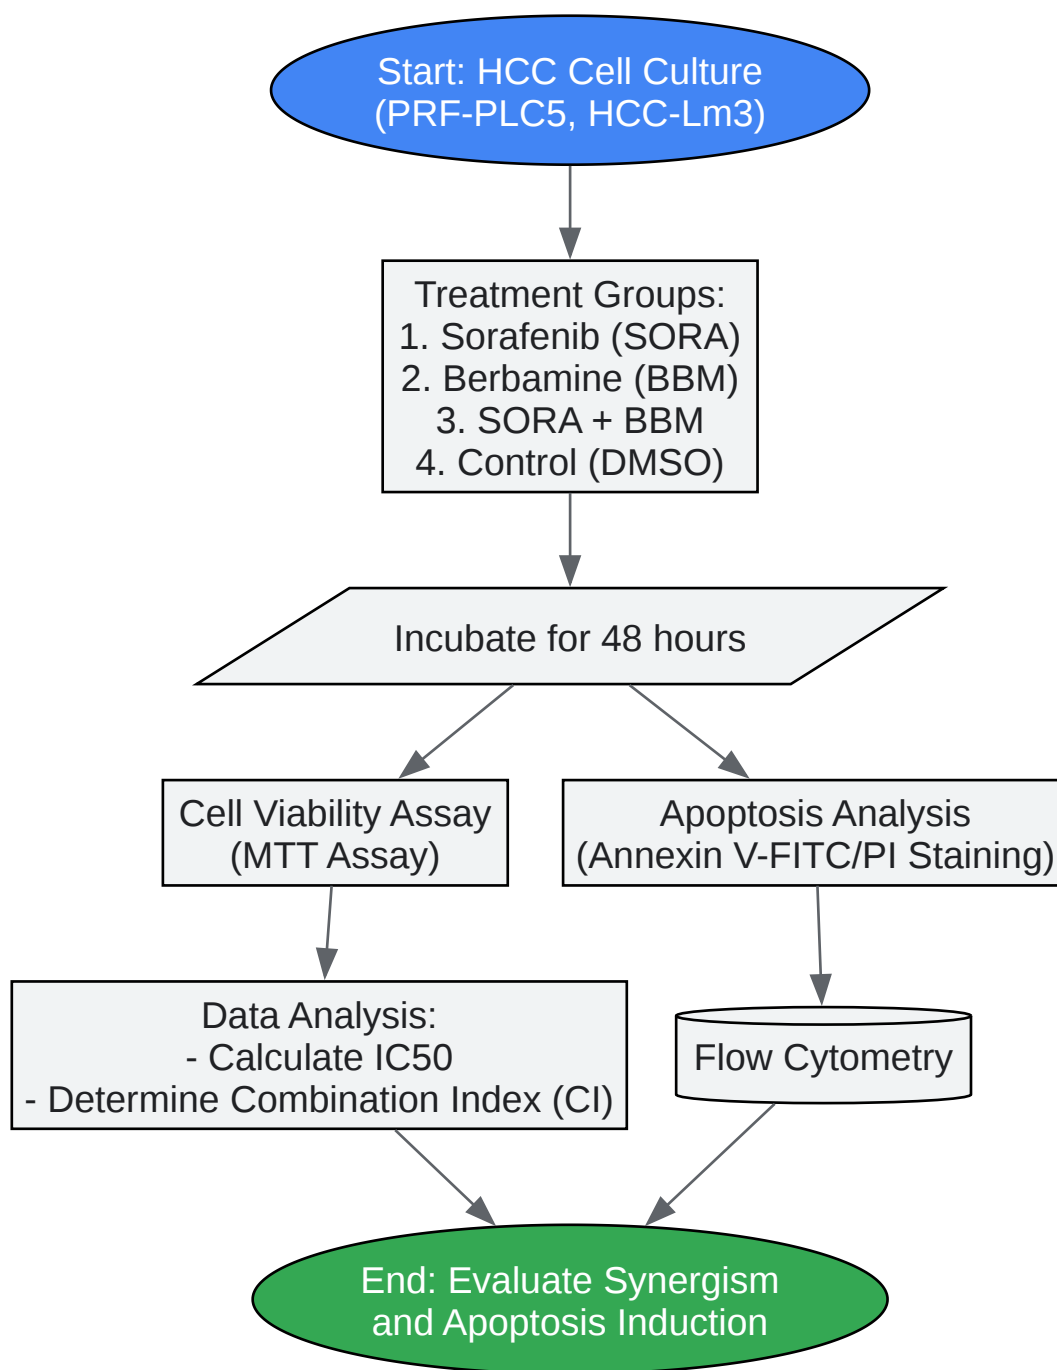 Start: HCC Cell Culture
(PRF-PLC5, HCC-Lm3)
Treatment Groups:
1. Sorafenib (SORA)
2. Berbamine (BBM)
3. SORA + BBM
4. Control (DMSO)
Incubate for 48 hours
Cell Viability Assay
(MTT Assay)
Apoptosis Analysis
(Annexin V-FITC/PI Staining)
Data Analysis:
- Calculate IC50
- Determine Combination Index (CI)
Flow Cytometry
End: Evaluate Synergism
and Apoptosis Induction